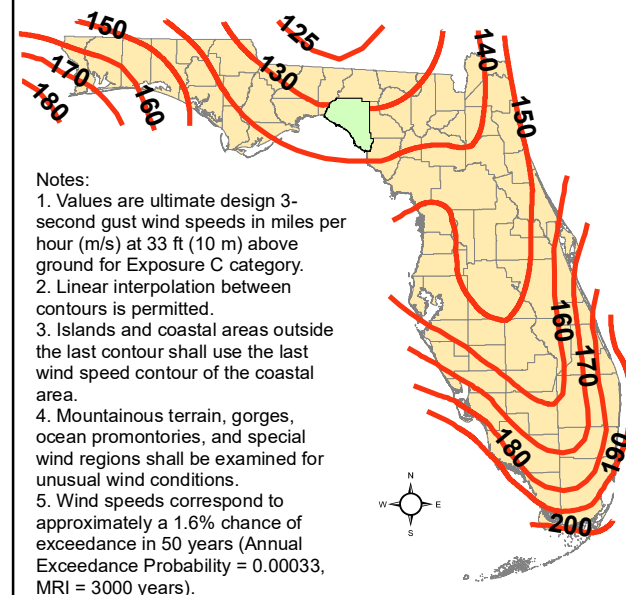 150
125
140
130
170
160
180
150
Notes:
1. Values are ultimate design 3-
second gust wind speeds in miles per
hour (m/s) at 33 ft (10 m) above
ground for Exposure C category.
2. Linear interpolation between
contours is permitted.
3. Islands and coastal areas outside
the last contour shall use the last
wind speed contour of the coastal
area.
4. Mountainous terrain, gorges,
ocean promontories, and special
wind regions shall be examined for
unusual wind conditions.
5. Wind speeds correspond to
approximately a 1.6% chance of
exceedance in 50 years (Annual
Exceedance Probability = 0.00033,
MRI = 3000 years).
160
170
180
190
200
N
W E
S